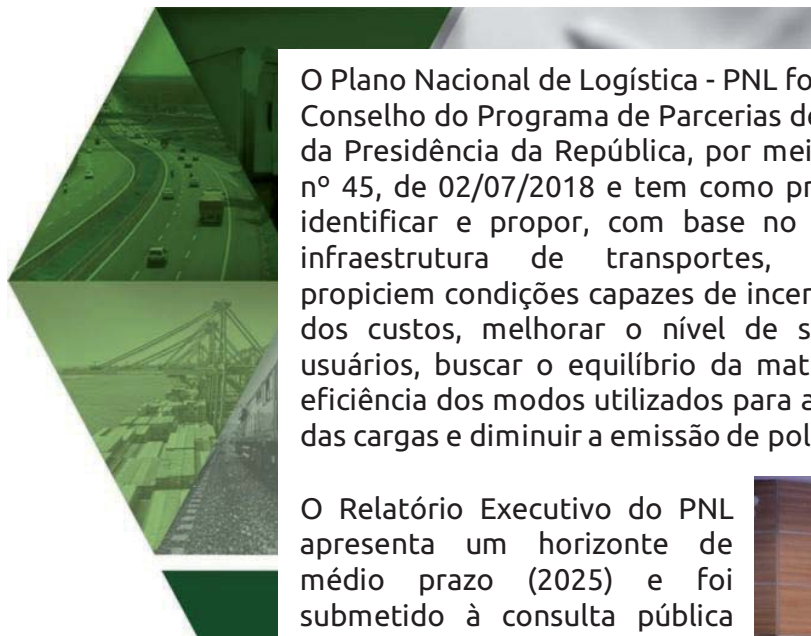 O Plano Nacional de Logística - PNL fo
Conselho do Programa de Parcerias de
da Presidência da República, por mei
nº 45, de 02/07/2018 e tem como pr
identificar e propor, com base no
infraestrutura de transportes,
propiciem condições capazes de incen
dos custos, melhorar o nível de s
usuários, buscar o equilíbrio da mat
eficiência dos modos utilizados para a
das cargas e diminuir a emissão de pol
O Relatório Executivo do PNL
apresenta um horizonte de
médio prazo (2025) e foi
submetido à consulta pública